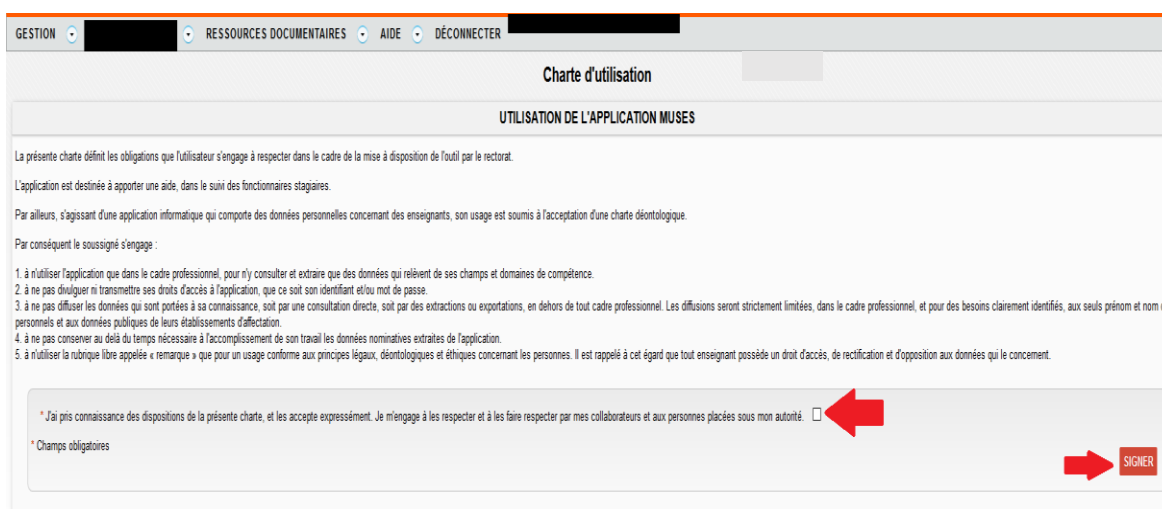 GESTION RESSOURCES DOCUMENTAIRES AIDE DÉCONNECTER
Charte d'utilisation
UTILISATION DE L'APPLICATION MUSES
La présente charte définit les obligations que l'utilisateur s'engage à respecter dans le cadre de la mise à disposition de l'outil par le rectorat.
L'application est destinée à apporter une aide, dans le suivi des fonctionnaires stagiaires.
Par ailleurs, s'agissant d'une application informatique qui comporte des données personnelles concernant des enseignants, son usage est soumis à l'acceptation d'une charte déontologique.
Par conséquent le soussigné s'engage :
1. à n'utiliser l'application que dans le cadre professionnel, pour n'y consulter et extraire que des données qui relèvent de ses champs et domaines de compétence.
2. à ne pas divulguer ni transmettre ses droits d'accès à l'application, que ce soit son identifiant et/ou mot de passe.
3. à ne pas diffuser les données qui sont portées à sa connaissance, soit par une consultation directe, soit par des extractions ou exportations, en dehors de tout cadre professionnel. Les diffusions seront strictement limitées, dans le cadre professionnel, et pour des besoins clairement identifiés, aux seuls prénom et nom
personnels et aux données publiques de leurs établissements d'affectation.
4. à ne pas conserver au delà du temps nécessaire à l'accomplissement de son travail les données nominatives extraites de l'application.
5. à n'utiliser la rubrique libre appelée « remarque » que pour un usage conforme aux principes légaux, déontologiques et éthiques concernant les personnes. Il est rappelé à cet égard que tout enseignant possède un droit d'accès, de rectification et d'opposition aux données qui le concernent.
* J'ai pris connaissance des dispositions de la présente charte, et les accepte expressément. Je m'engage à les respecter et à les faire respecter par mes collaborateurs et aux personnes placées sous mon autorité.
* Champs obligatoires
SIGNER